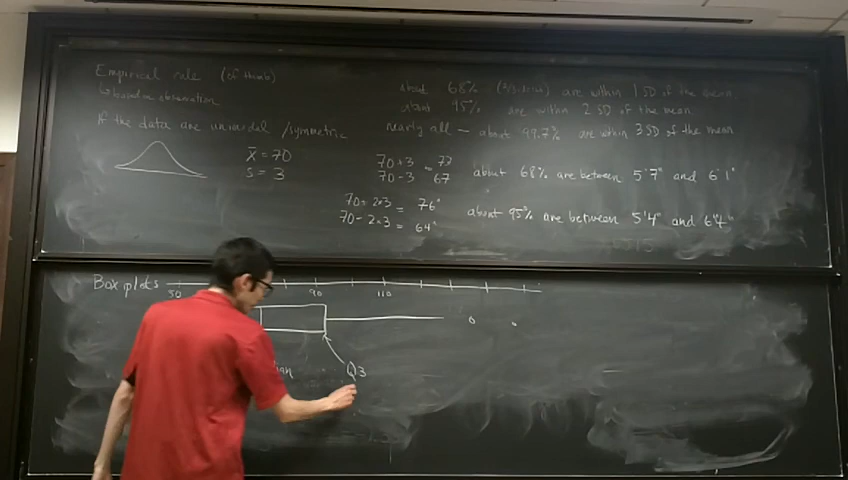 Empirical rule (of thumb)
↳ based on observation
If the data are unimodal / symmetric
x̄ = 70
s = 3
about 68% are within 1 SD of the mean
about 95% are within 2 SD of the mean
nearly all — about 99.7% are within 3 SD of the mean
70+3 =
70-3 67
about 68% are between 5'7" and 6'1"
70+2×3 = 76"
70-2×3 = 64"
about 95% are between 5'4" and 6'4"
Box plots
50 90 110
Q3